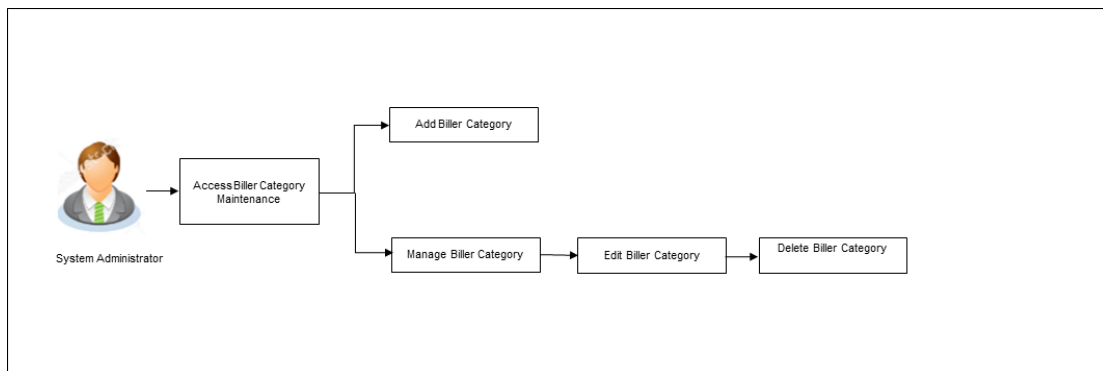 Add Biller Category
Access Biller Category
Maintenance
System Administrator
Manage Biller Category
Edit Biller Category
Delete Biller Category